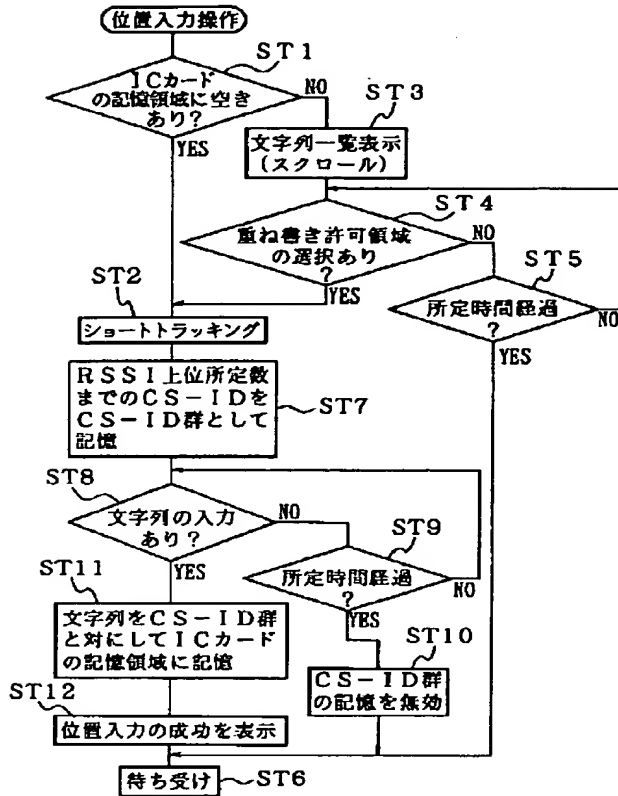 位置入力操作
ST1
ICカード
の記憶領域に空き
あり?
NO
YES
ST3
文字列一覧表示
(スクロール)
ST4
重ね書き許可領域
の選択あり
?
NO
YES
ST5
所定時間経過
?
NO
YES
ST2
ショートトラッキング
RSSI上位所定数
までのCS-IDを
CS-ID群として
記憶
ST7
ST8
文字列の入力
あり?
NO
YES
ST9
所定時間経過
?
NO
YES
ST11
文字列をCS-ID群
と対にしてICカード
の記憶領域に記憶
ST10
CS-ID群
の記憶を無効
ST12
位置入力の成功を表示
待ち受け
ST6